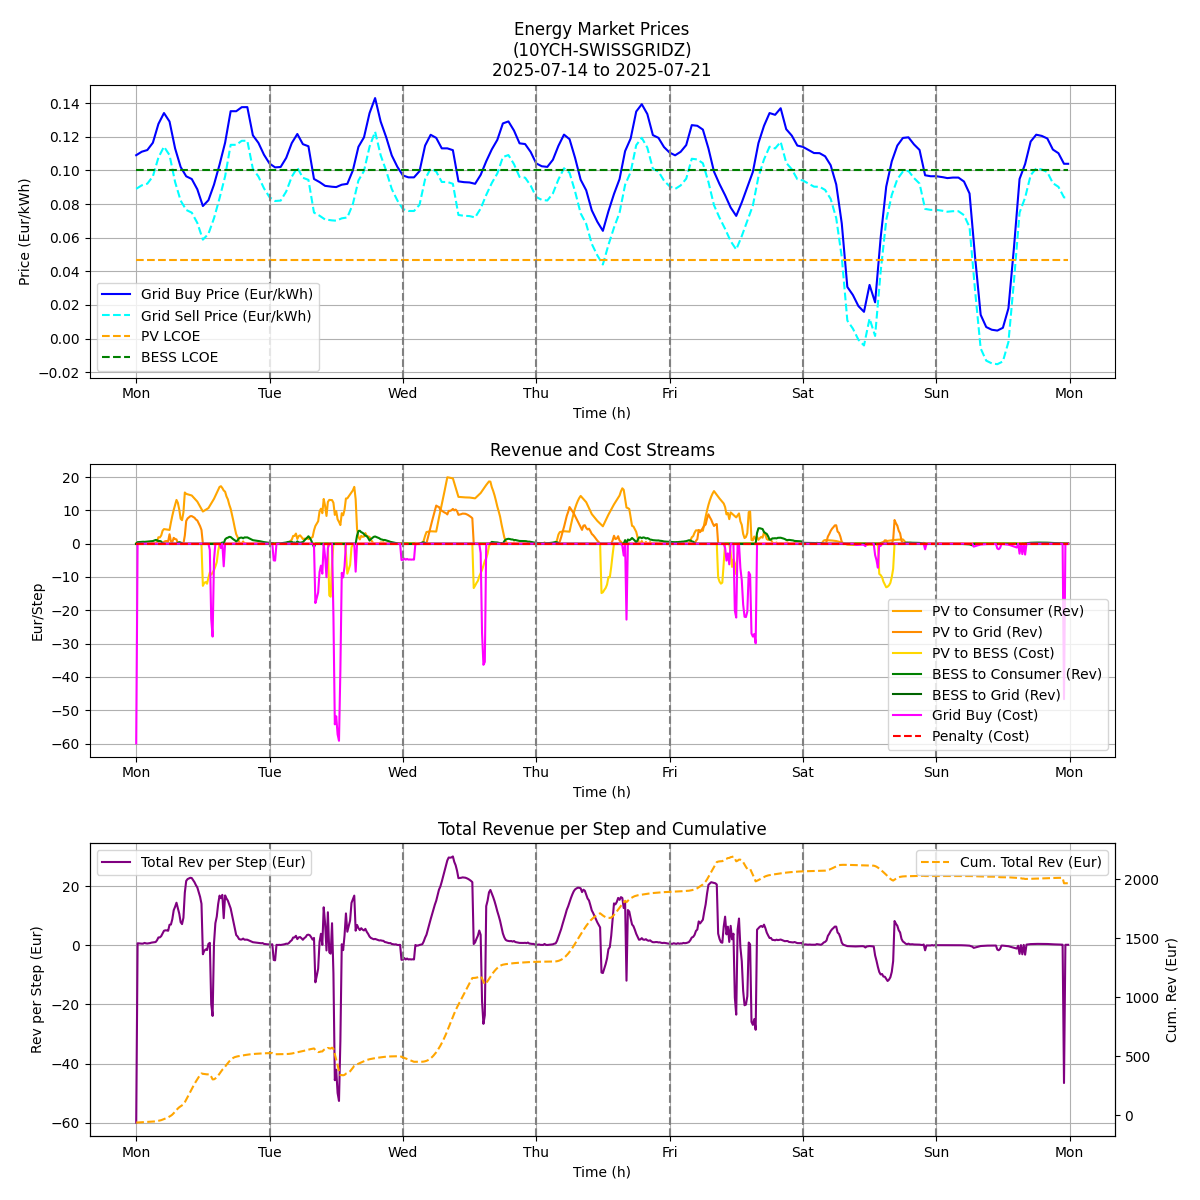 Energy Market Prices
(10YCH-SWISSGRIDZ)
2025-07-14 to 2025-07-21
Price (Eur/kWh)
0.14
0.12
0.10
0.08
0.06
0.04
0.02
0.00
−0.02
Grid Buy Price (Eur/kWh)
Grid Sell Price (Eur/kWh)
PV LCOE
BESS LCOE
Mon Tue Wed Thu Fri Sat Sun Mon
Time (h)
Revenue and Cost Streams
Eur/Step
20
10
0
−10
−20
−30
−40
−50
−60
PV to Consumer (Rev)
PV to Grid (Rev)
PV to BESS (Cost)
BESS to Consumer (Rev)
BESS to Grid (Rev)
Grid Buy (Cost)
Penalty (Cost)
Mon Tue Wed Thu Fri Sat Sun Mon
Time (h)
Total Revenue per Step and Cumulative
Rev per Step (Eur)
20
0
−20
−40
−60
Total Rev per Step (Eur)
Cum. Total Rev (Eur)
2000
1500
1000
500
0
Cum. Rev (Eur)
Mon Tue Wed Thu Fri Sat Sun Mon
Time (h)